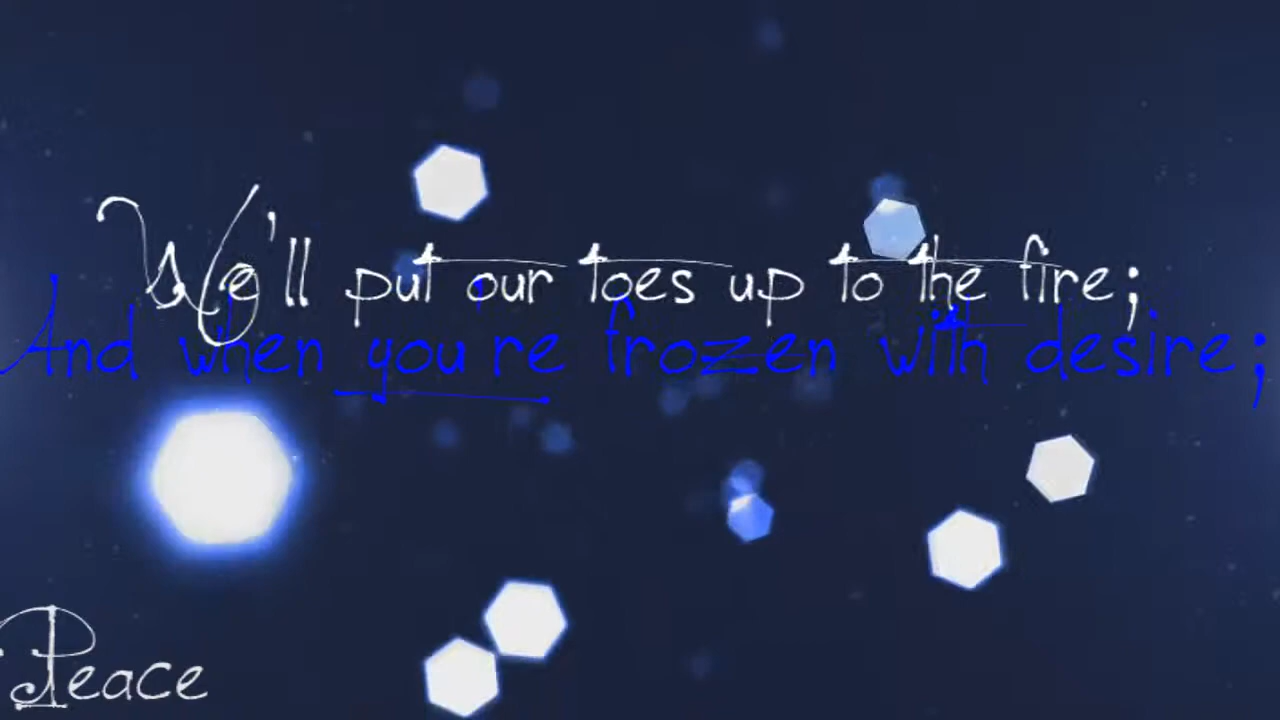 We'll put our toes up to the fire;
And when you're frozen with desire;
Peace